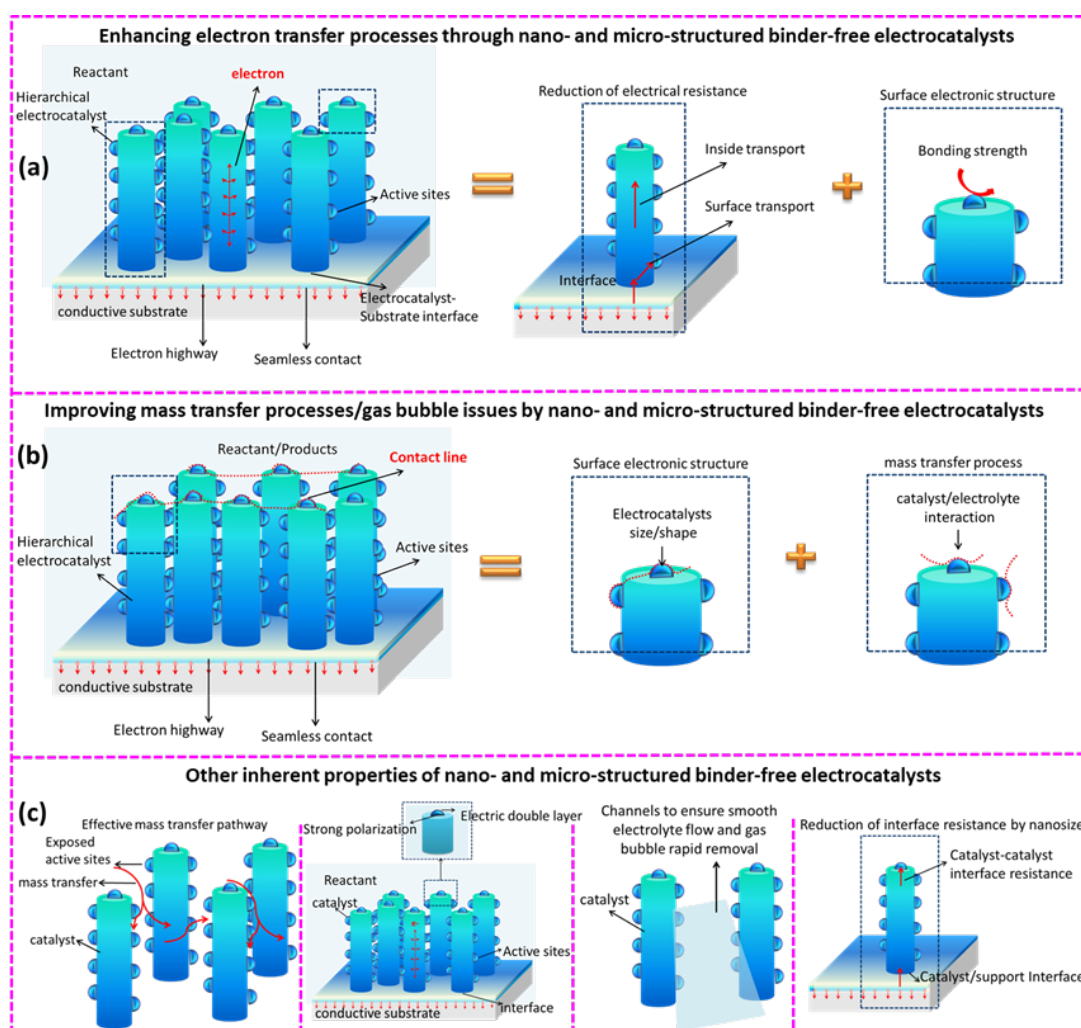 Enhancing electron transfer processes through nano- and micro-structured binder-free electrocatalysts
(a)
Reactant
electron
Hierarchical
electrocatalyst
Active sites
Electrocatalyst-
Substrate interface
conductive substrate
Electron highway
Seamless contact
Reduction of electrical resistance
Inside transport
Surface transport
Interface
Surface electronic structure
Bonding strength
Improving mass transfer processes/gas bubble issues by nano- and micro-structured binder-free electrocatalysts
(b)
Reactant/Products
Contact line
Hierarchical
electrocatalyst
Active sites
conductive substrate
Electron highway
Seamless contact
Surface electronic structure
Electrocatalysts
size/shape
mass transfer process
catalyst/electrolyte
interaction
Other inherent properties of nano- and micro-structured binder-free electrocatalysts
(c)
Effective mass transfer pathway
Exposed
active sites
mass transfer
catalyst
Strong polarization
Electric double layer
Reactant
catalyst
Active sites
interface
conductive substrate
Channels to ensure smooth
electrolyte flow and gas
bubble rapid removal
catalyst
Reduction of interface resistance by nanosize
Catalyst-catalyst
interface resistance
Catalyst/support Interface